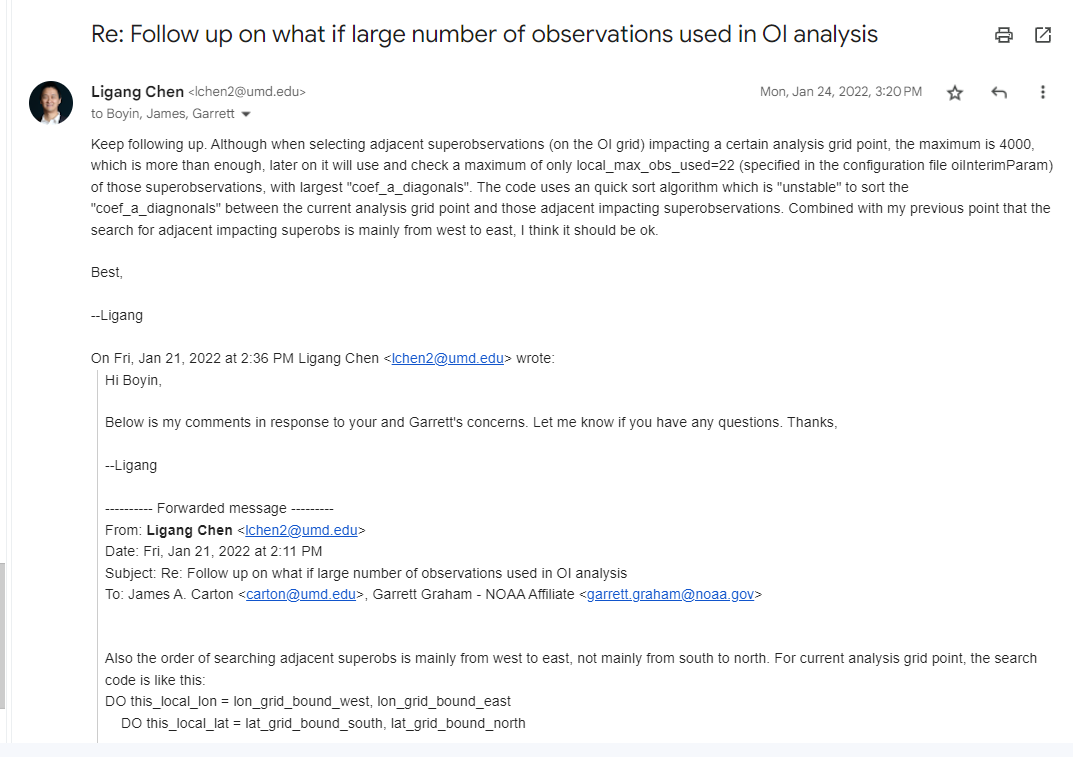 Re: Follow up on what if large number of observations used in OI analysis
Ligang Chen <lchen2@umd.edu>
Mon, Jan 24, 2022, 3:20 PM
to Boyin, James, Garrett
Keep following up. Although when selecting adjacent superobservations (on the OI grid) impacting a certain analysis grid point, the maximum is 4000,
which is more than enough, later on it will use and check a maximum of only local_max_obs_used=22 (specified in the configuration file oiInterimParam)
of those superobservations, with largest "coef_a_diagonals". The code uses an quick sort algorithm which is "unstable" to sort the
"coef_a_diagnonals" between the current analysis grid point and those adjacent impacting superobservations. Combined with my previous point that the
search for adjacent impacting superobs is mainly from west to east, I think it should be ok.
Best,
--Ligang
On Fri, Jan 21, 2022 at 2:36 PM Ligang Chen <lchen2@umd.edu> wrote:
Hi Boyin,
Below is my comments in response to your and Garrett's concerns. Let me know if you have any questions. Thanks,
--Ligang
---------- Forwarded message ---------
From: Ligang Chen <lchen2@umd.edu>
Date: Fri, Jan 21, 2022 at 2:11 PM
Subject: Re: Follow up on what if large number of observations used in OI analysis
To: James A. Carton <carton@umd.edu>, Garrett Graham - NOAA Affiliate <garrett.graham@noaa.gov>
Also the order of searching adjacent superobs is mainly from west to east, not mainly from south to north. For current analysis grid point, the search
code is like this:
DO this_local_lon = lon_grid_bound_west, lon_grid_bound_east
DO this_local_lat = lat_grid_bound_south, lat_grid_bound_north